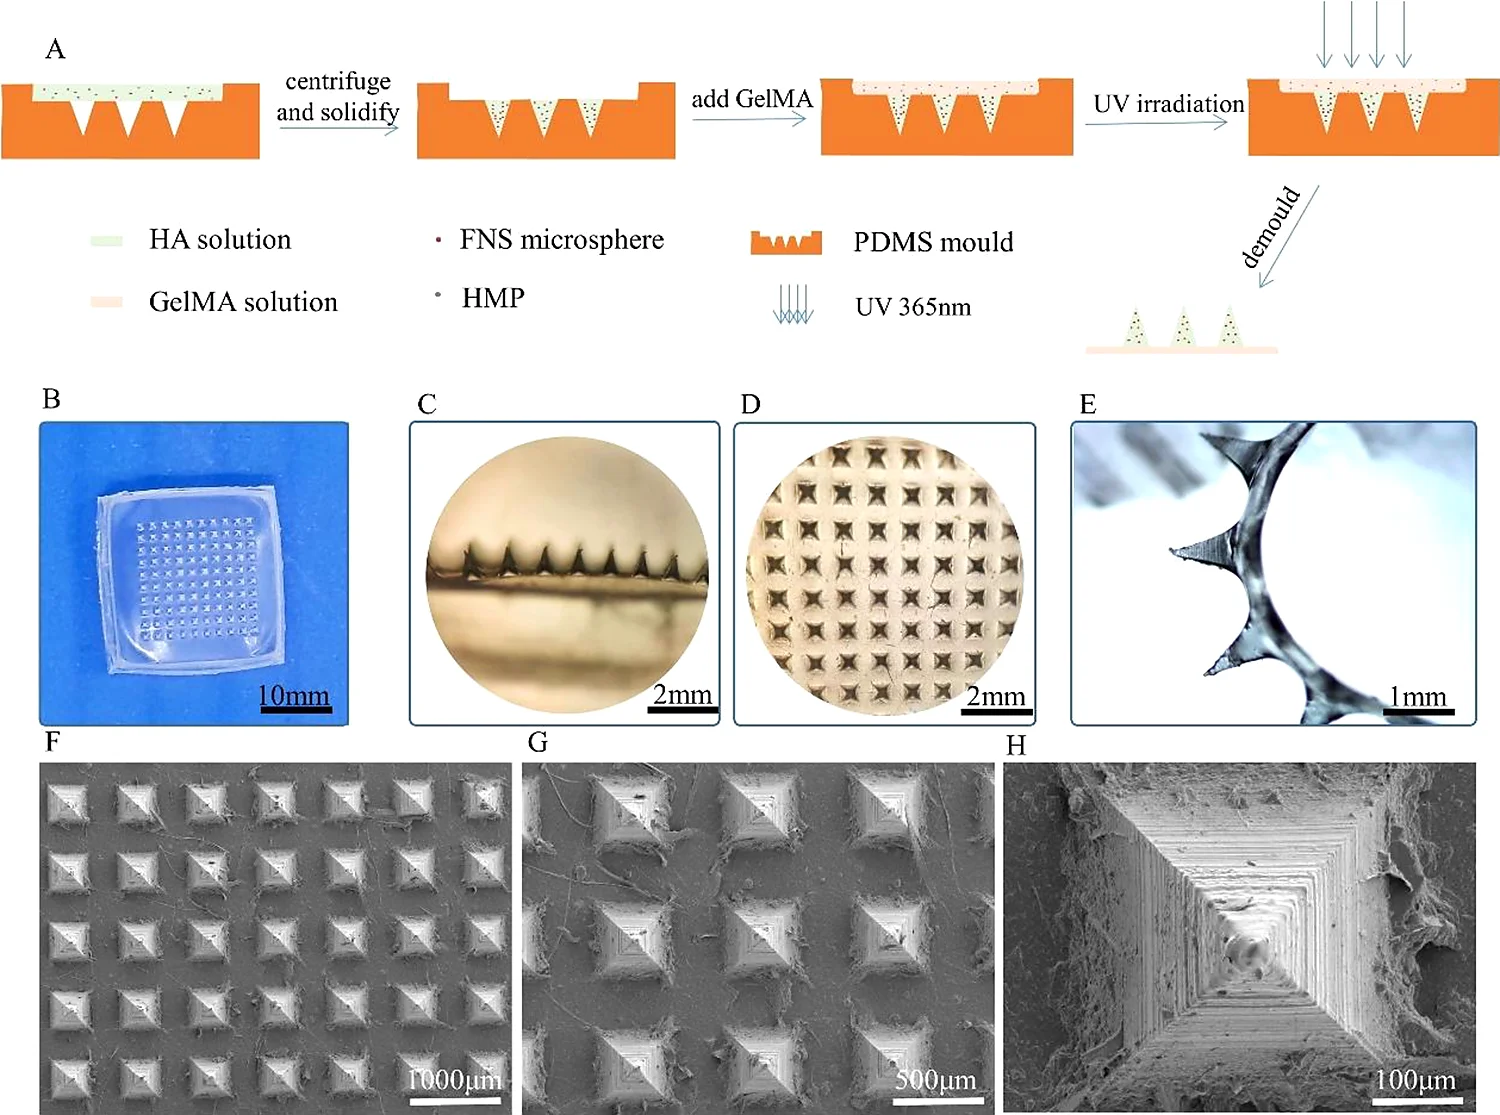 A
centrifuge
and solidify
add GelMA
UV irradiation
demould
HA solution
FNS microsphere
PDMS mould
GelMA solution
HMP
UV 365nm
B
C
D
E
10mm
2mm
2mm
1mm
F
G
H
1000μm
500μm
100μm